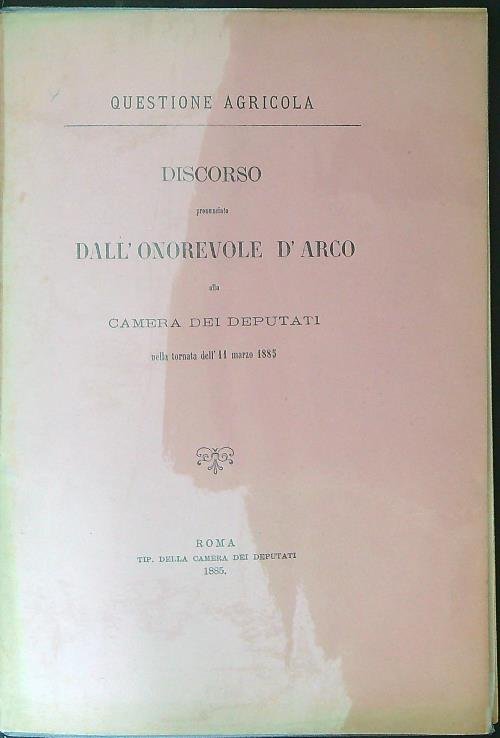 QUESTIONE AGRICOLA
DISCORSO
pronunciato
DALL' ONOREVOLE D' ARCO
alla
CAMERA DEI DEPUTATI
nella tornata dell' 11 marzo 1885
ROMA
TIP. DELLA CAMERA DEI DEPUTATI
1885.